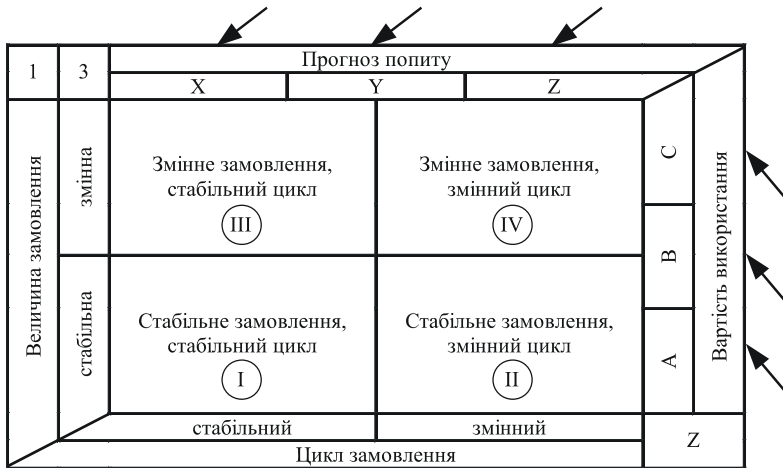 1
3
Прогноз попиту
X
Y
Z
Величина замовлення
змінна
стабільна
Змінне замовлення,
стабільний цикл
III
Змінне замовлення,
змінний цикл
IV
Стабільне замовлення,
стабільний цикл
I
Стабільне замовлення,
змінний цикл
II
C
B
A
Вартість використання
стабільний
змінний
Цикл замовлення
Z